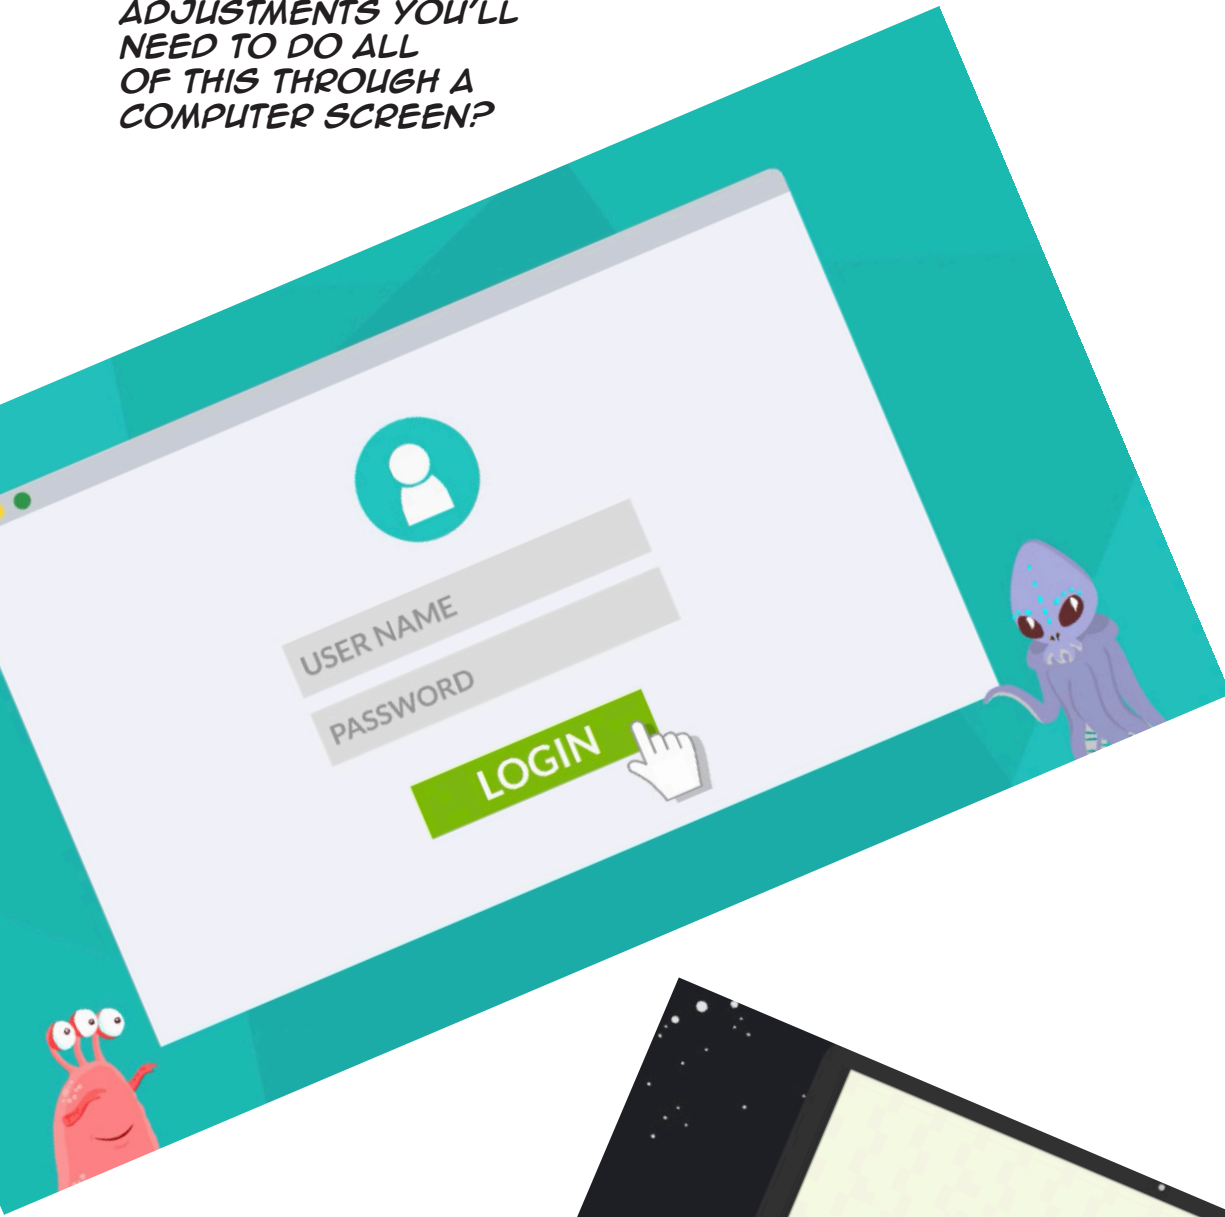 ADJUSTMENTS YOU'LL
NEED TO DO ALL
OF THIS THROUGH A
COMPUTER SCREEN?
USER NAME
PASSWORD
LOGIN